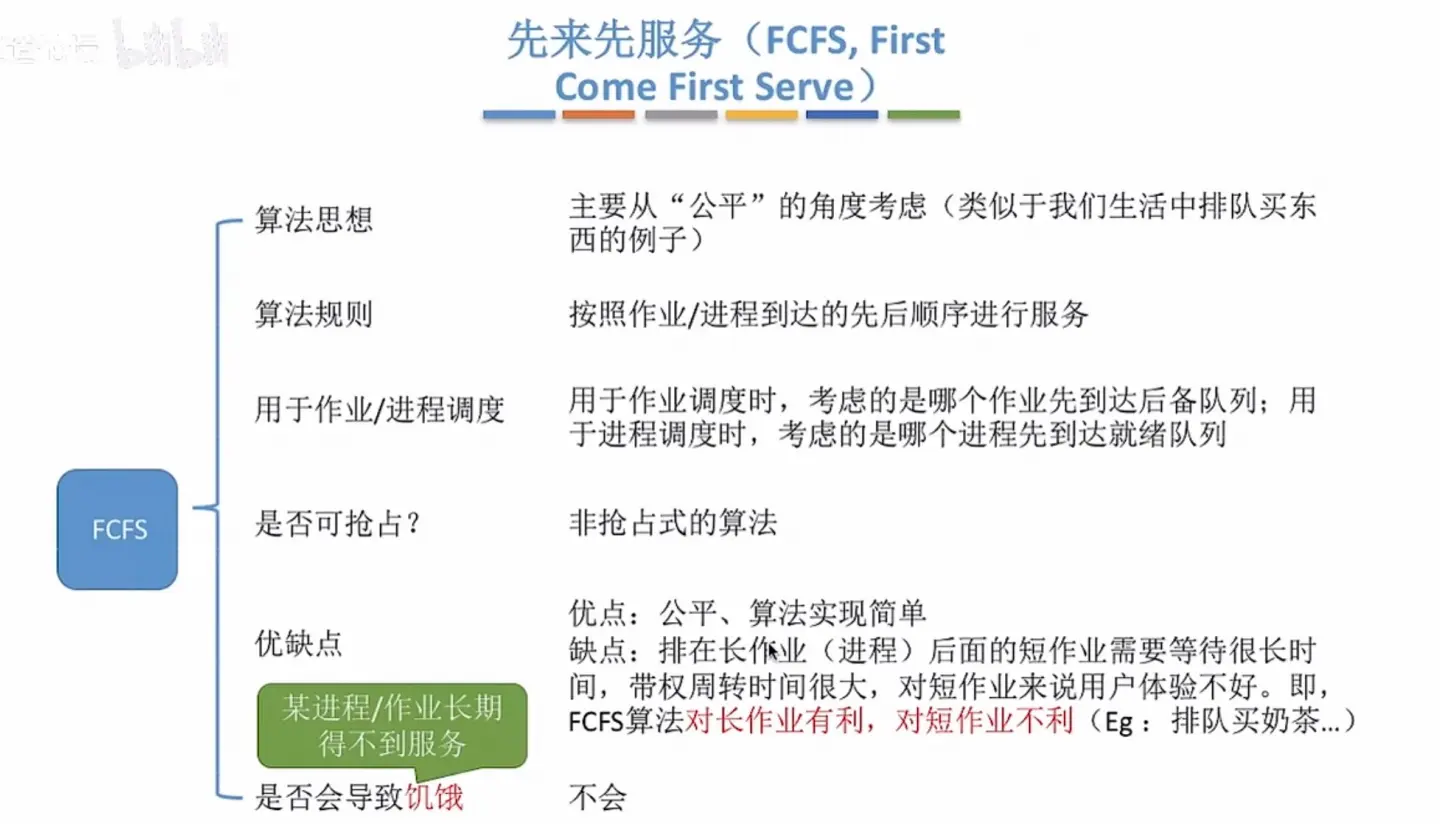 bilibili
先来先服务（FCFS, First
Come First Serve）
算法思想
主要从“公平”的角度考虑（类似于我们生活中排队买东
西的例子）
算法规则
按照作业/进程到达的先后顺序进行服务
用于作业/进程调度
用于作业调度时，考虑的是哪个作业先到达后备队列；用
于进程调度时，考虑的是哪个进程先到达就绪队列
FCFS
是否可抢占？
非抢占式的算法
优缺点
优点：公平、算法实现简单
缺点：排在长作业（进程）后面的短作业需要等待很长时
间，带权周转时间很大，对短作业来说用户体验不好。即，
FCFS算法对长作业有利，对短作业不利（Eg：排队买奶茶...）
某进程/作业长期
得不到服务
是否会导致饥饿
不会